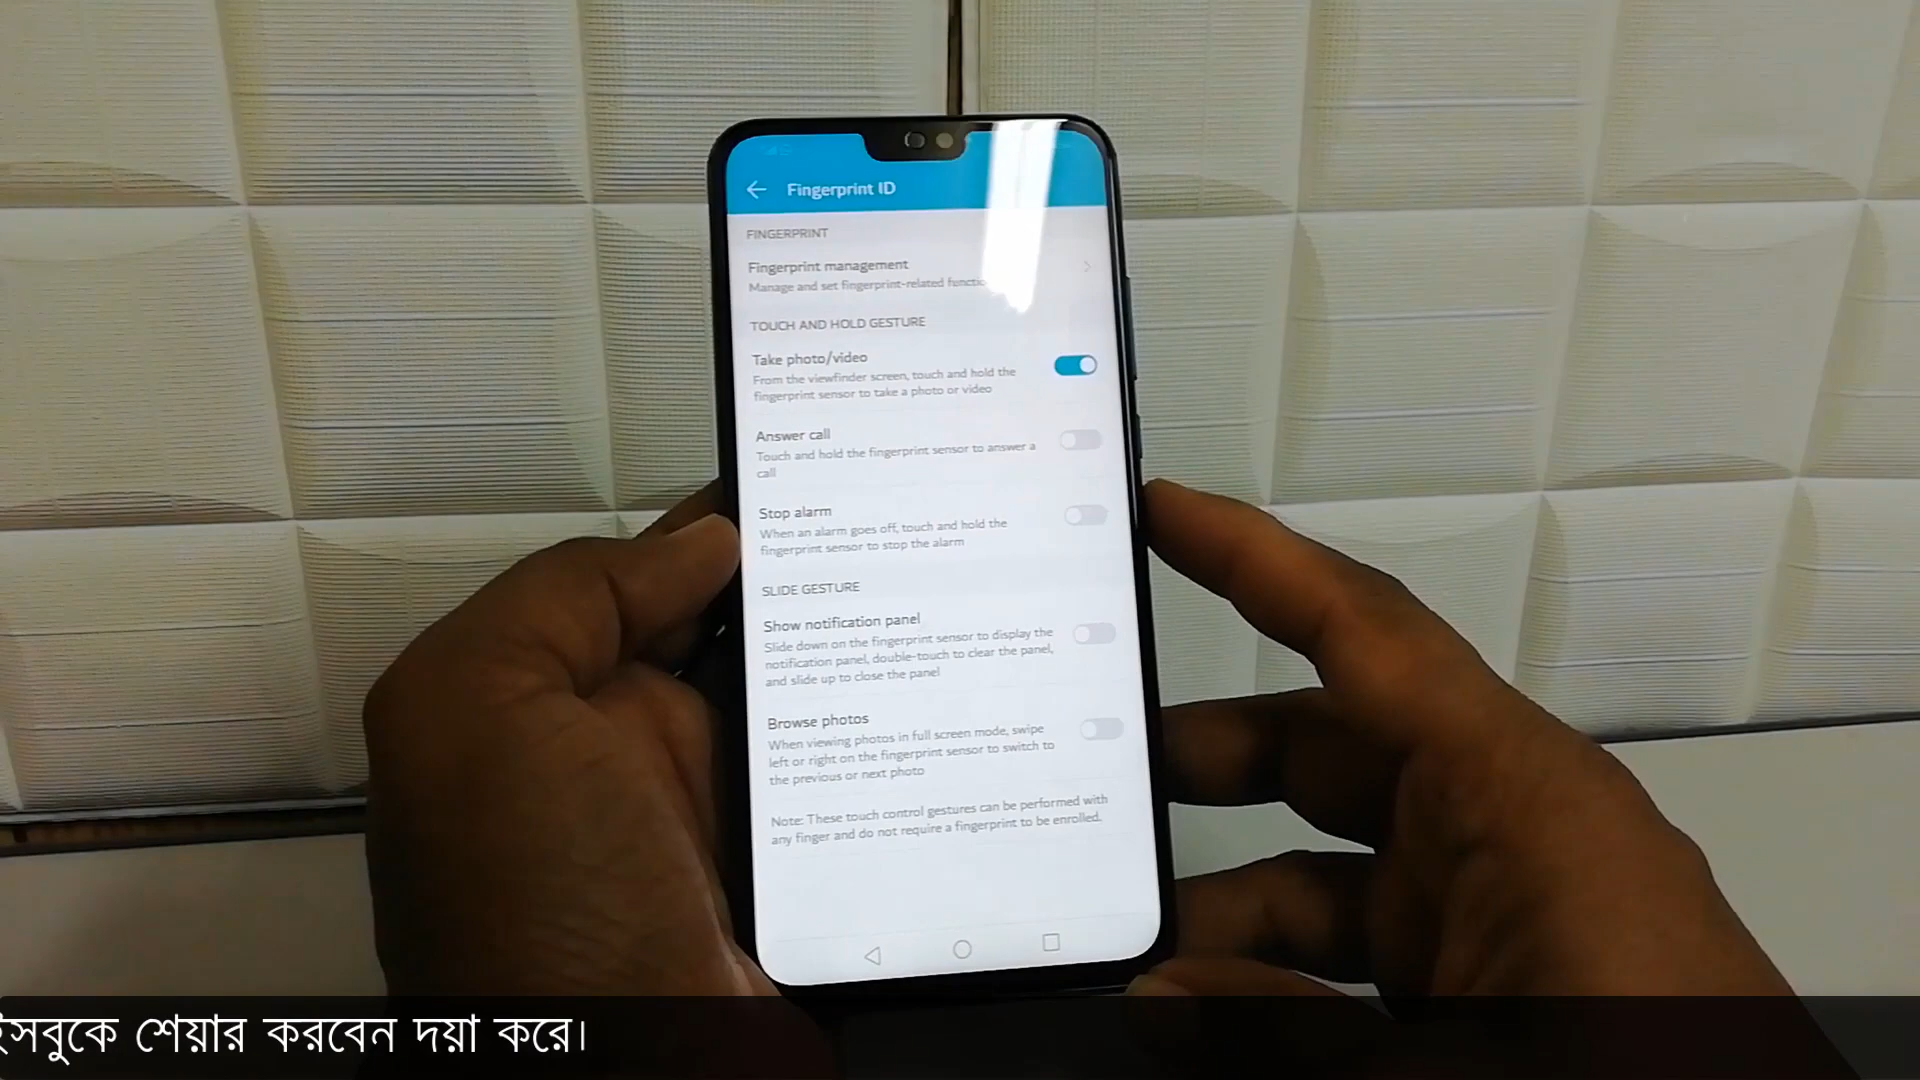 Fingerprint ID
FINGERPRINT
Fingerprint management
Manage and set fingerprint-related
TOUCH AND HOLD GESTURE
Take photo/video
From the viewfinder screen, touch and hold the
fingerprint sensor to take a photo or video
Answer call
Touch and hold the fingerprint sensor to answer a
call
Stop alarm
When an alarm goes off, touch and hold the
fingerprint sensor to stop the alarm
SLIDE GESTURE
Show notification panel
Slide down on the fingerprint sensor to display the
notification panel, double-touch to clear the panel,
and slide up to close the panel
Browse photos
When viewing photos in full screen mode, swipe
left or right on the fingerprint sensor to switch to
the previous or next photo
Note: These touch control gestures can be performed with
any finger and do not require a fingerprint to be enrolled.
শেয়ার করবেন দয়া করে।